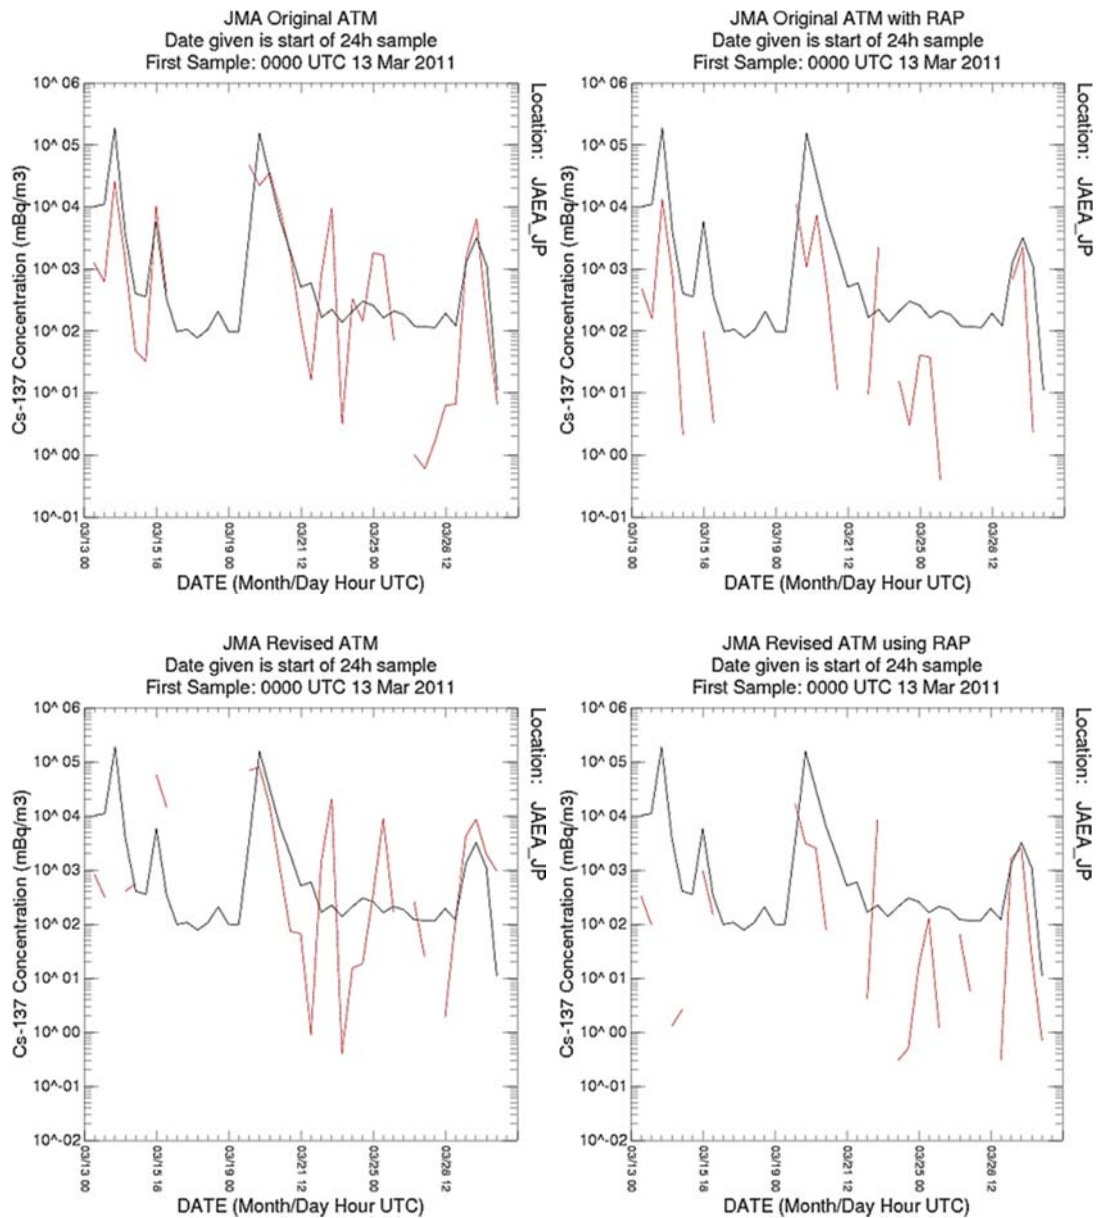 JMA Original ATM
Date given is start of 24h sample
First Sample: 0000 UTC 13 Mar 2011
10^ 06
10^ 05
10^ 04
10^ 03
10^ 02
10^ 01
10^ 00
10^-01
Cs-137 Concentration (mBq/m3)
Location: JAEA_JP
03/13 00
03/15 18
03/19 00
03/21 12
03/25 00
03/28 12
DATE (Month/Day Hour UTC)
JMA Original ATM with RAP
Date given is start of 24h sample
First Sample: 0000 UTC 13 Mar 2011
10^ 06
10^ 05
10^ 04
10^ 03
10^ 02
10^ 01
10^ 00
10^-01
Cs-137 Concentration (mBq/m3)
Location: JAEA_JP
03/13 00
03/15 18
03/19 00
03/21 12
03/25 00
03/28 12
DATE (Month/Day Hour UTC)
JMA Revised ATM
Date given is start of 24h sample
First Sample: 0000 UTC 13 Mar 2011
10^ 06
10^ 05
10^ 04
10^ 03
10^ 02
10^ 01
10^ 00
10^-01
10^-02
Cs-137 Concentration (mBq/m3)
Location: JAEA_JP
03/13 00
03/15 18
03/19 00
03/21 12
03/25 00
03/28 12
DATE (Month/Day Hour UTC)
JMA Revised ATM using RAP
Date given is start of 24h sample
First Sample: 0000 UTC 13 Mar 2011
10^ 06
10^ 05
10^ 04
10^ 03
10^ 02
10^ 01
10^ 00
10^-01
10^-02
Cs-137 Concentration (mBq/m3)
Location: JAEA_JP
03/13 00
03/15 18
03/19 00
03/21 12
03/25 00
03/28 12
DATE (Month/Day Hour UTC)